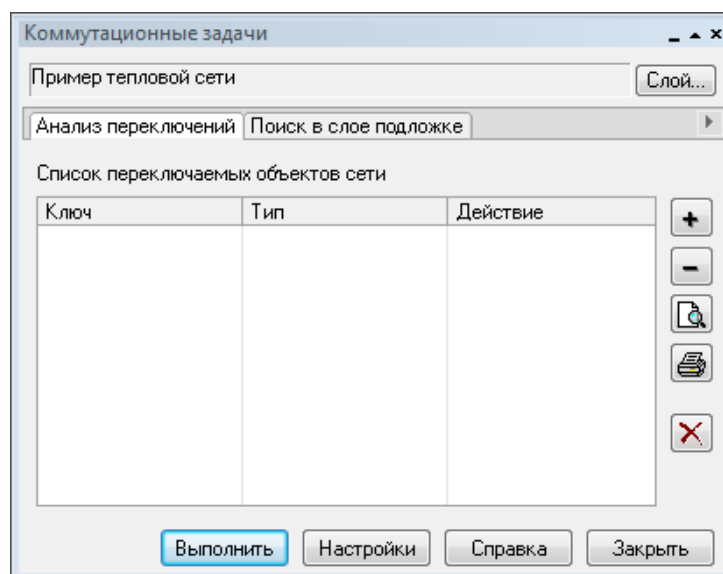 Коммутационные задачи
Пример тепловой сети
Слой...
Анализ переключений Поиск в слое подложке
Список переключаемых объектов сети
Ключ Тип Действие
Выполнить Настройки Справка Закрыть